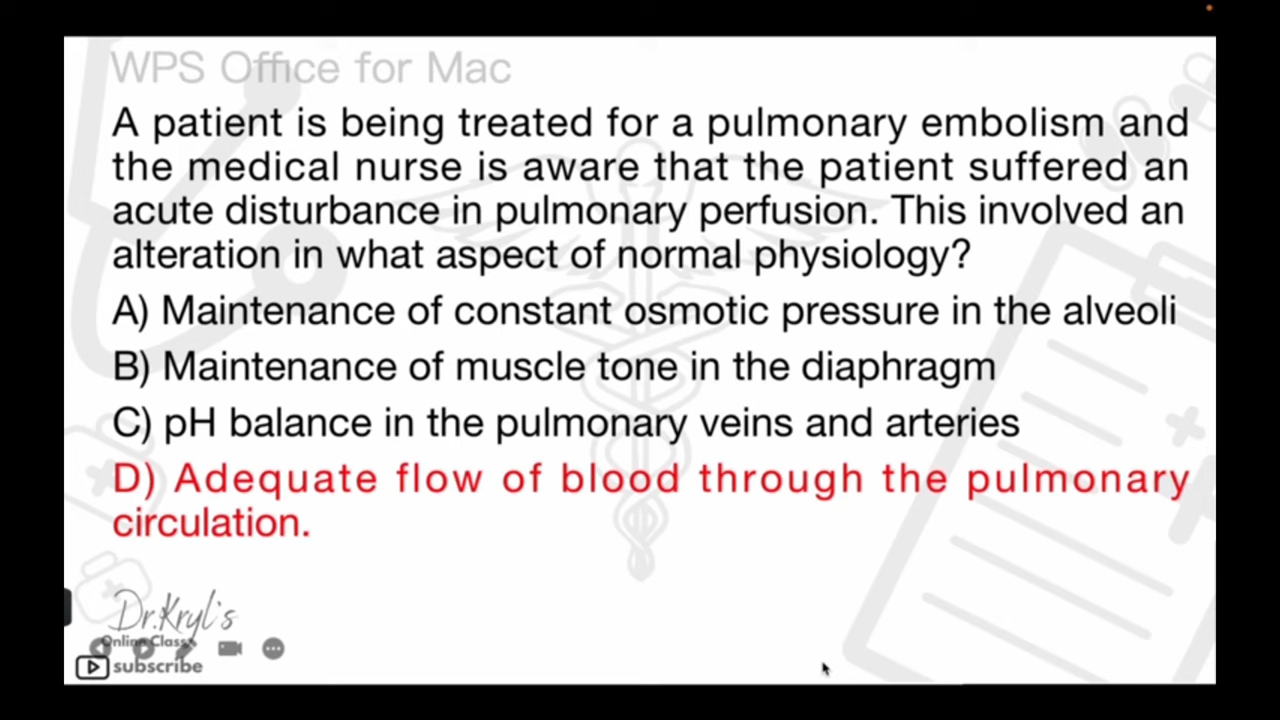 WPS Office for Mac
A patient is being treated for a pulmonary embolism and
the medical nurse is aware that the patient suffered an
acute disturbance in pulmonary perfusion. This involved an
alteration in what aspect of normal physiology?
A) Maintenance of constant osmotic pressure in the alveoli
B) Maintenance of muscle tone in the diaphragm
C) pH balance in the pulmonary veins and arteries
D) Adequate flow of blood through the pulmonary
circulation.
Dr.Kryl's
Online Class
subscribe